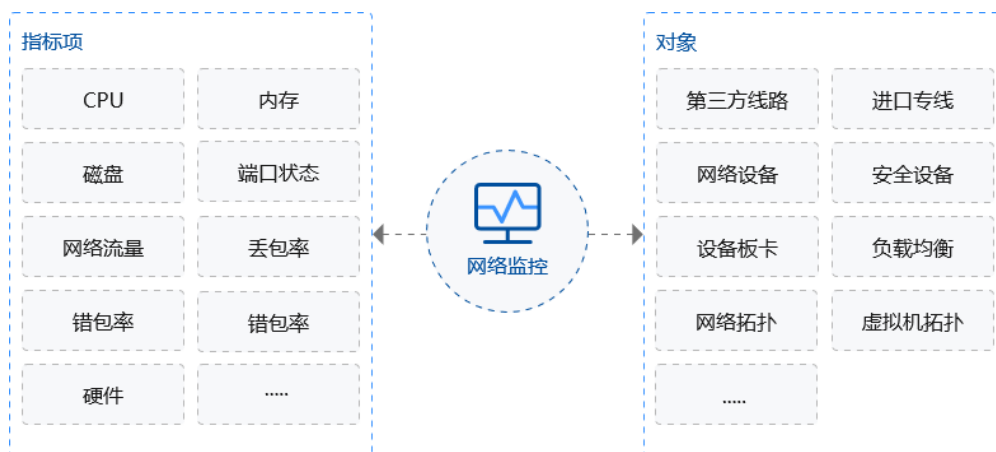 指标项
CPU
内存
磁盘
端口状态
网络流量
丢包率
错包率
错包率
硬件
.....
网络监控
对象
第三方线路
进口专线
网络设备
安全设备
设备板卡
负载均衡
网络拓扑
虚拟机拓扑
.....